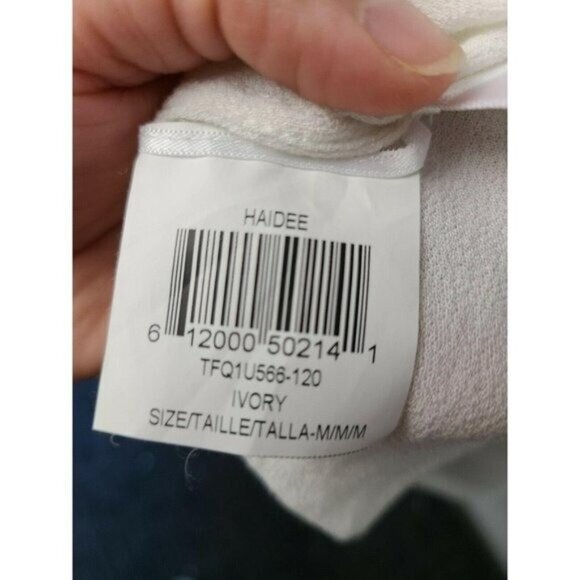 HAIDEE
6 12000 50214 1
TFQ1U566-120
IVORY
SIZE/TAILLE/TALLA-M/M/M